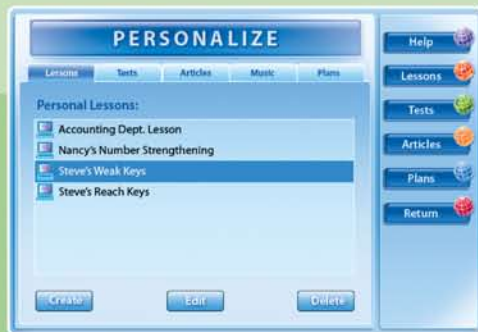 PERSONALIZE
Lessons Tests Articles Music Plans
Personal Lessons:
Accounting Dept. Lesson
Nancy's Number Strengthening
Steve's Weak Keys
Steve's Reach Keys
Create Edit Delete
Help
Lessons
Tests
Articles
Plans
Return